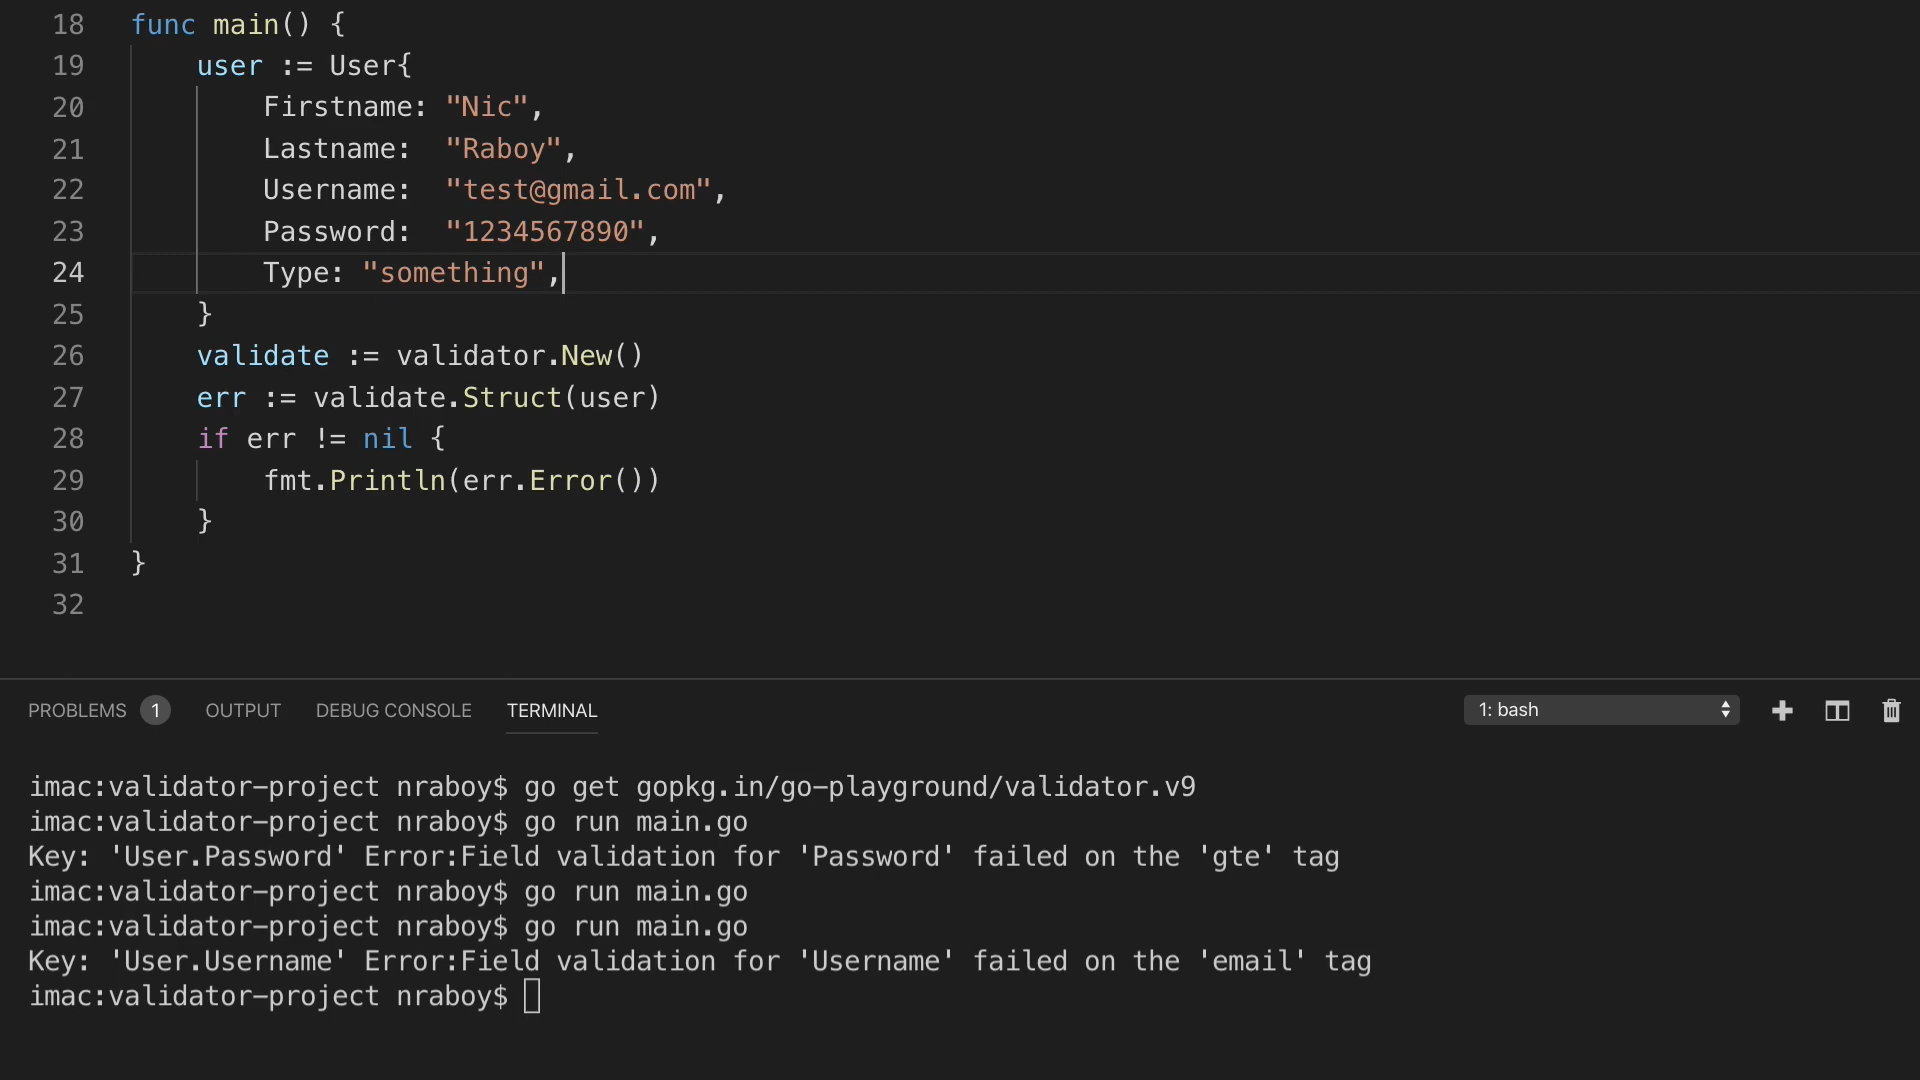 18 func main() {
19 user := User{
20 Firstname: "Nic",
21 Lastname: "Raboy",
22 Username: "test@gmail.com",
23 Password: "1234567890",
24 Type: "something",
25 }
26 validate := validator.New()
27 err := validate.Struct(user)
28 if err != nil {
29 fmt.Println(err.Error())
30 }
31 }
32
PROBLEMS 1 OUTPUT DEBUG CONSOLE TERMINAL 1: bash
imac:validator-project nraboy$ go get gopkg.in/go-playground/validator.v9
imac:validator-project nraboy$ go run main.go
Key: 'User.Password' Error:Field validation for 'Password' failed on the 'gte' tag
imac:validator-project nraboy$ go run main.go
imac:validator-project nraboy$ go run main.go
Key: 'User.Username' Error:Field validation for 'Username' failed on the 'email' tag
imac:validator-project nraboy$